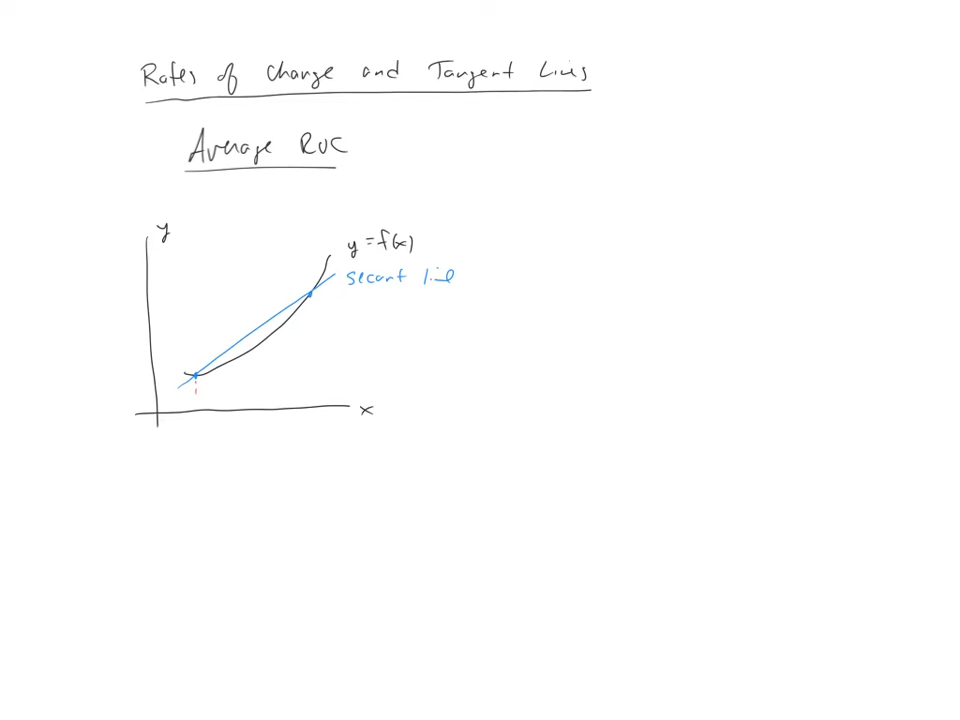 Rates of Change and Tangent Lines
Average ROC
y
y = f(x)
secant line
x